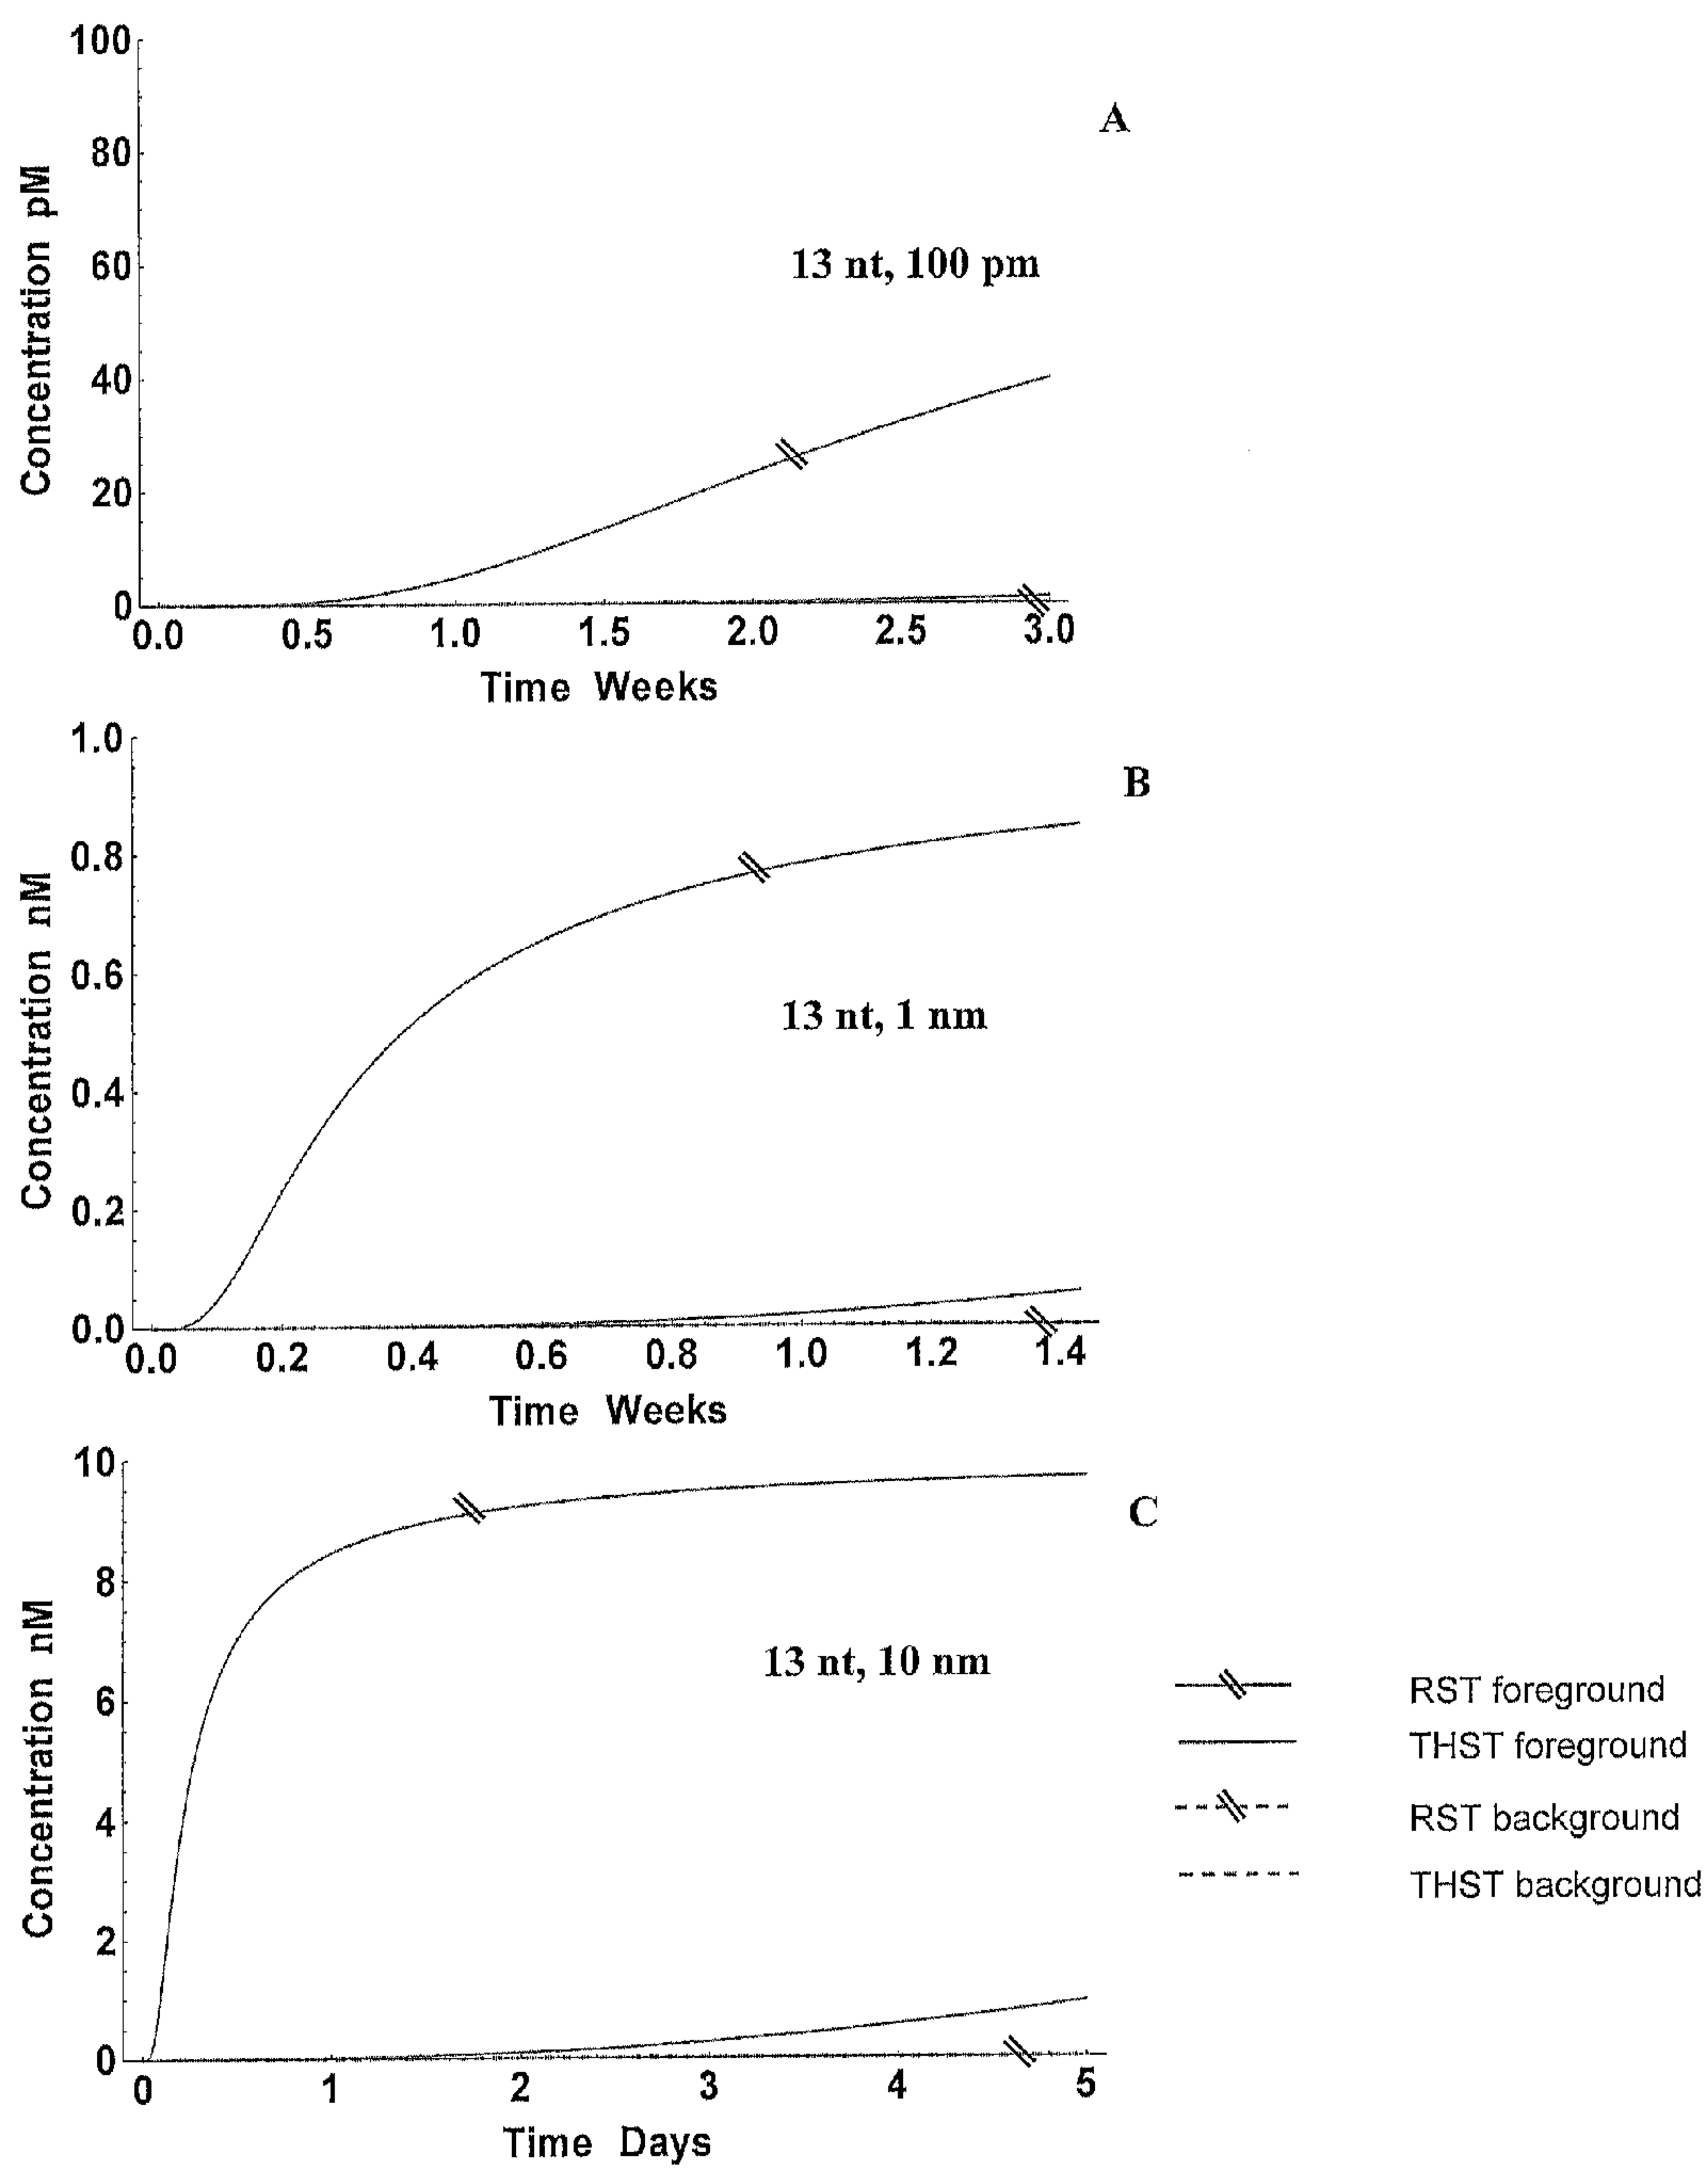 100
A
80
60
13 nt, 100 pm
40
20
0
0.0 0.5 1.0 1.5 2.0 2.5 3.0
Concentration pM
Time Weeks
1.0
B
0.8
0.6
13 nt, 1 nm
0.4
0.2
0.0
0.0 0.2 0.4 0.6 0.8 1.0 1.2 1.4
Concentration nM
Time Weeks
10
C
8
13 nt, 10 nm
6
4
2
0
0 1 2 3 4 5
Concentration nM
Time Days
RST foreground
THST foreground
RST background
THST background